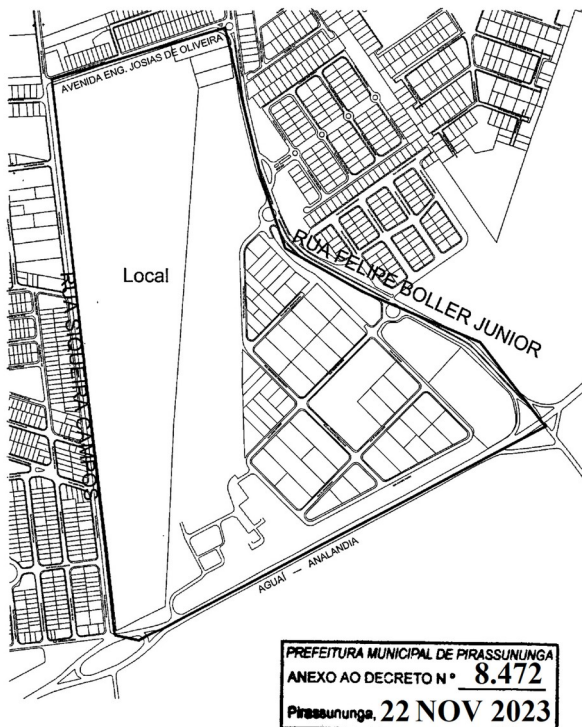 AVENIDA ENG. JOSIAS DE OLIVEIRA
RUA FELIPE BOLLER JUNIOR
Local
RUA SIQUEIRA CAMPOS
AGUAÍ — ANALANDIA
PREFEITURA MUNICIPAL DE PIRASSUNUNGA
ANEXO AO DECRETO N° 8.472
Pirassununga, 22 NOV 2023